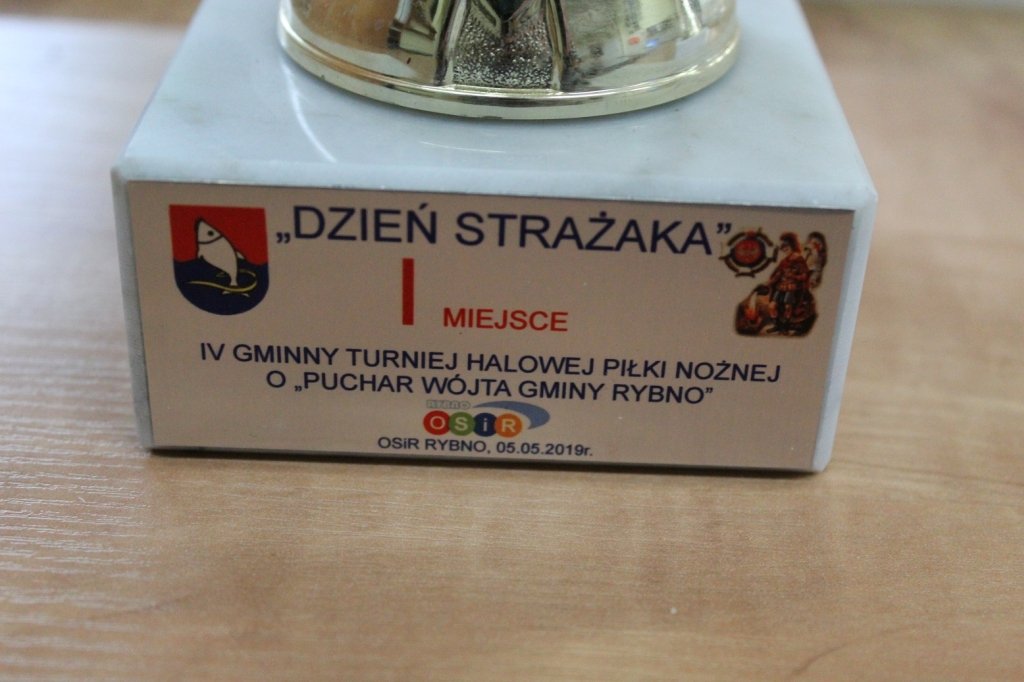 „DZIEŃ STRAŻAKA”
I MIEJSCE
IV GMINNY TURNIEJ HALOWEJ PIŁKI NOŻNEJ
O „PUCHAR WÓJTA GMINY RYBNO”
RYBNO
OSiR
OSiR RYBNO, 05.05.2019r.